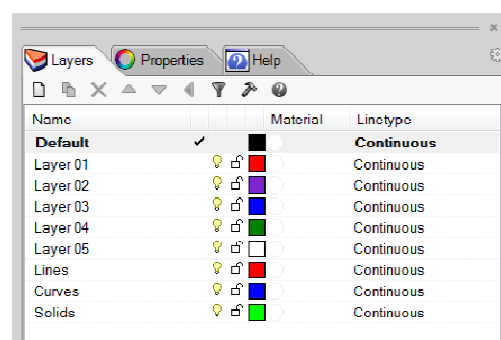 Layers Properties Help
Name Material Linetype
Default Continuous
Layer 01 Continuous
Layer 02 Continuous
Layer 03 Continuous
Layer 04 Continuous
Layer 05 Continuous
Lines Continuous
Curves Continuous
Solids Continuous